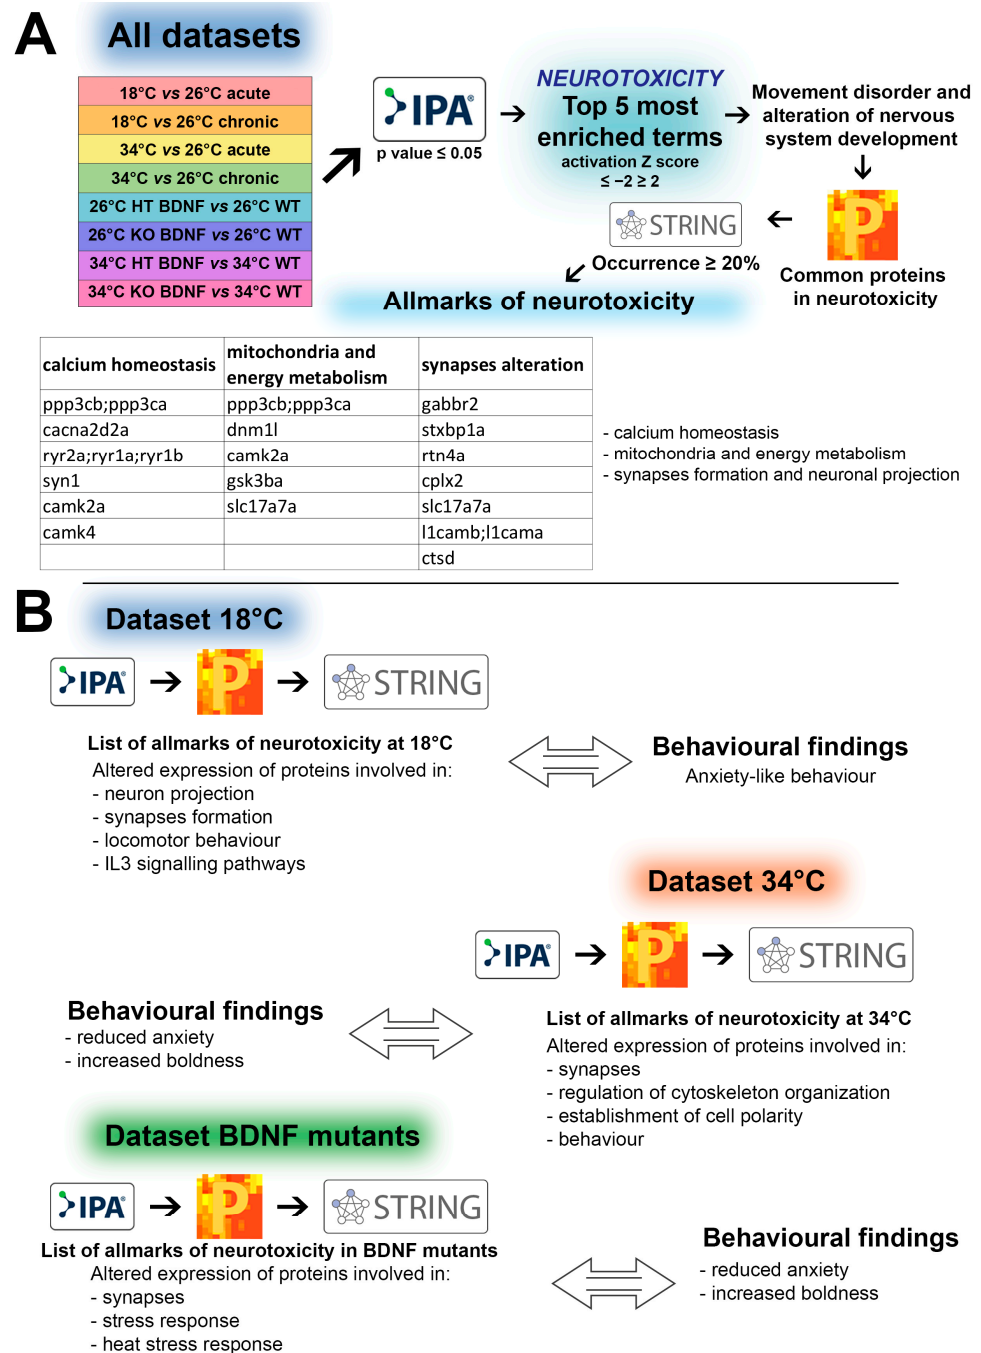 A
All datasets
18°C vs 26°C acute
18°C vs 26°C chronic
34°C vs 26°C acute
34°C vs 26°C chronic
26°C HT BDNF vs 26°C WT
26°C KO BDNF vs 26°C WT
34°C HT BDNF vs 34°C WT
34°C KO BDNF vs 34°C WT
IPA®
p value ≤ 0.05
NEUROTOXICITY
Top 5 most
enriched terms
activation Z score
≤ −2 ≥ 2
Movement disorder and
alteration of nervous
system development
P
Common proteins
in neurotoxicity
STRING
Occurrence ≥ 20%
Allmarks of neurotoxicity
calcium homeostasis
mitochondria and
energy metabolism
synapses alteration
ppp3cb;ppp3ca
ppp3cb;ppp3ca
gabbr2
cacna2d2a
dnm1l
stxbp1a
ryr2a;ryr1a;ryr1b
camk2a
rtn4a
syn1
gsk3ba
cplx2
camk2a
slc17a7a
slc17a7a
camk4
l1camb;l1cama
ctsd
- calcium homeostasis
- mitochondria and energy metabolism
- synapses formation and neuronal projection
B
Dataset 18°C
IPA®
P
STRING
List of allmarks of neurotoxicity at 18°C
Altered expression of proteins involved in:
- neuron projection
- synapses formation
- locomotor behaviour
- IL3 signalling pathways
Behavioural findings
Anxiety-like behaviour
Dataset 34°C
IPA®
P
STRING
List of allmarks of neurotoxicity at 34°C
Altered expression of proteins involved in:
- synapses
- regulation of cytoskeleton organization
- establishment of cell polarity
- behaviour
Behavioural findings
- reduced anxiety
- increased boldness
Dataset BDNF mutants
IPA®
P
STRING
List of allmarks of neurotoxicity in BDNF mutants
Altered expression of proteins involved in:
- synapses
- stress response
- heat stress response
Behavioural findings
- reduced anxiety
- increased boldness